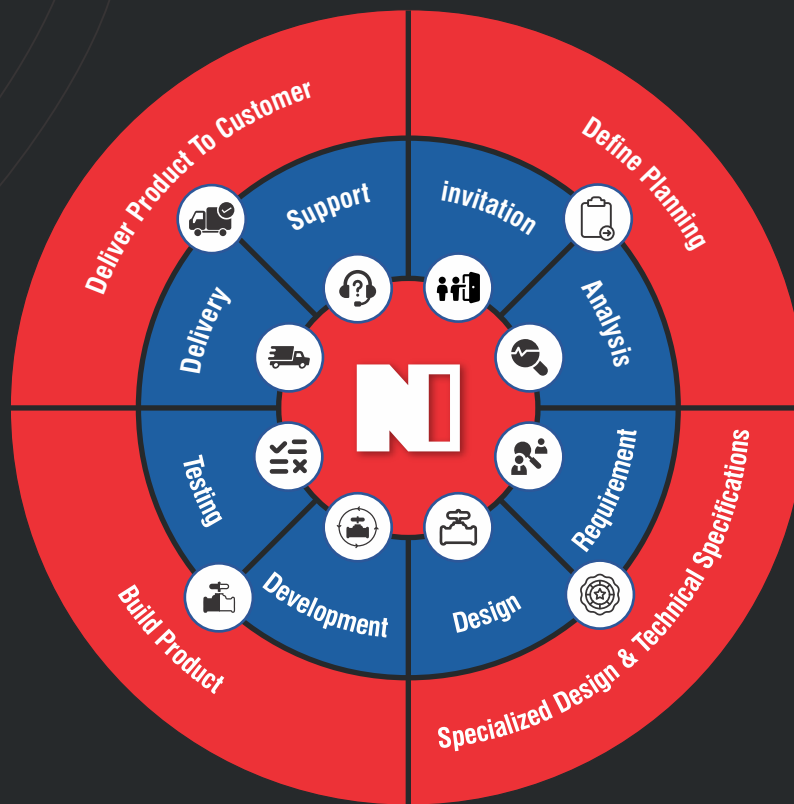 Define Planning
invitation
Analysis
Specialized Design & Technical Specifications
Requirement
Design
Build Product
Development
Testing
Deliver Product To Customer
Delivery
Support
NI